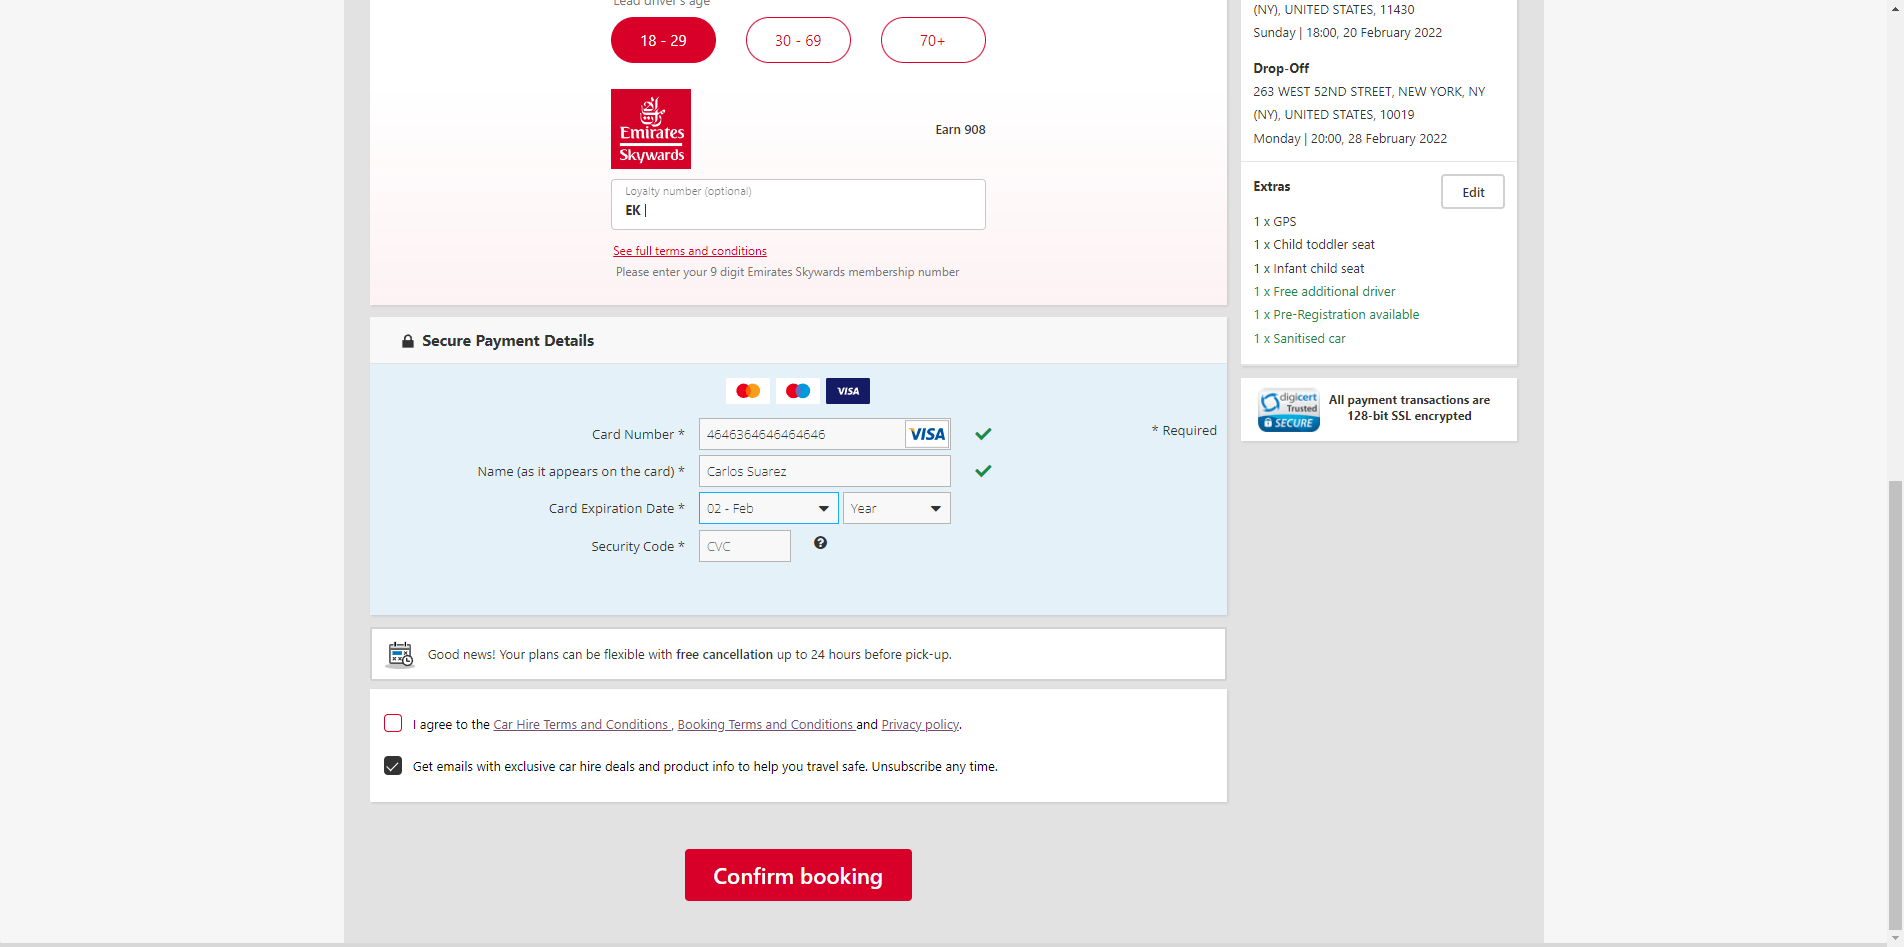 Lead driver's age
18 - 29
30 - 69
70+
Emirates
Skywards
Earn 908
Loyalty number (optional)
EK
See full terms and conditions
Please enter your 9 digit Emirates Skywards membership number
Secure Payment Details
VISA
Card Number *
4646364646464646
VISA
* Required
Name (as it appears on the card) *
Carlos Suarez
Card Expiration Date *
02 - Feb
Year
Security Code *
CVC
?
Good news! Your plans can be flexible with free cancellation up to 24 hours before pick-up.
I agree to the Car Hire Terms and Conditions , Booking Terms and Conditions and Privacy policy.
Get emails with exclusive car hire deals and product info to help you travel safe. Unsubscribe any time.
Confirm booking
(NY), UNITED STATES, 11430
Sunday | 18:00, 20 February 2022
Drop-Off
263 WEST 52ND STREET, NEW YORK, NY
(NY), UNITED STATES, 10019
Monday | 20:00, 28 February 2022
Extras
Edit
1 x GPS
1 x Child toddler seat
1 x Infant child seat
1 x Free additional driver
1 x Pre-Registration available
1 x Sanitised car
digicert
Trusted
SECURE
All payment transactions are
128-bit SSL encrypted